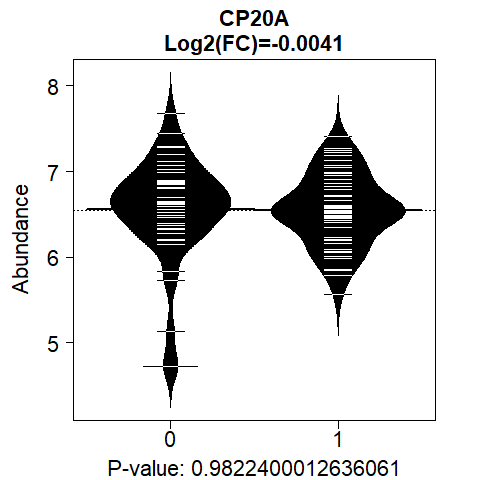 CP20A
Log2(FC)=-0.0041
Abundance
8
7
6
5
0 1
P-value: 0.9822400012636061